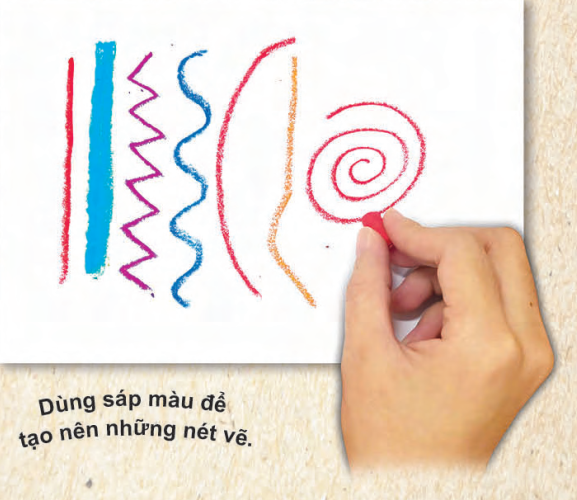 Dùng sáp màu để
tạo nên những nét vẽ.